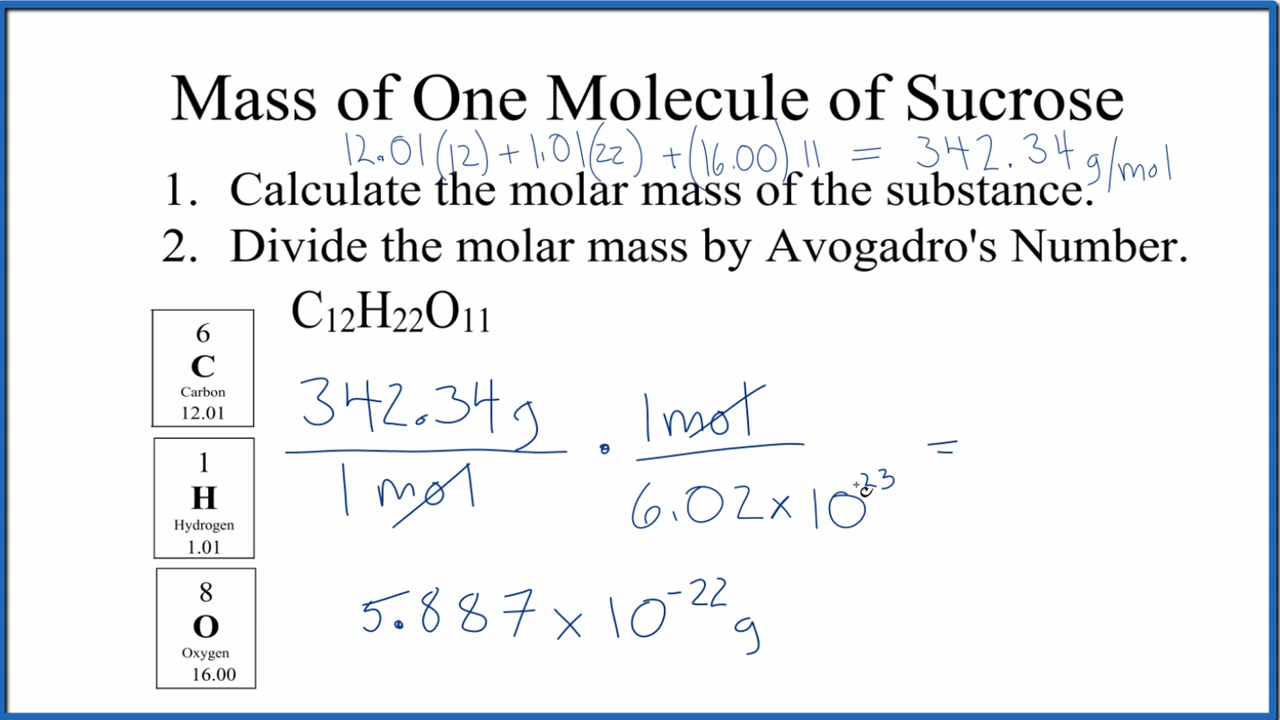 Mass of One Molecule of Sucrose
12.01(12) + 1.01(22) + (16.00)11 = 342.34 g/mol
1. Calculate the molar mass of the substance.
2. Divide the molar mass by Avogadro's Number.
C₁₂H₂₂O₁₁
6
C
Carbon
12.01
1
H
Hydrogen
1.01
8
O
Oxygen
16.00
342.34g
1 mol
·
1 mol
6.02 x 10²³
=
5.887 x 10⁻²² g